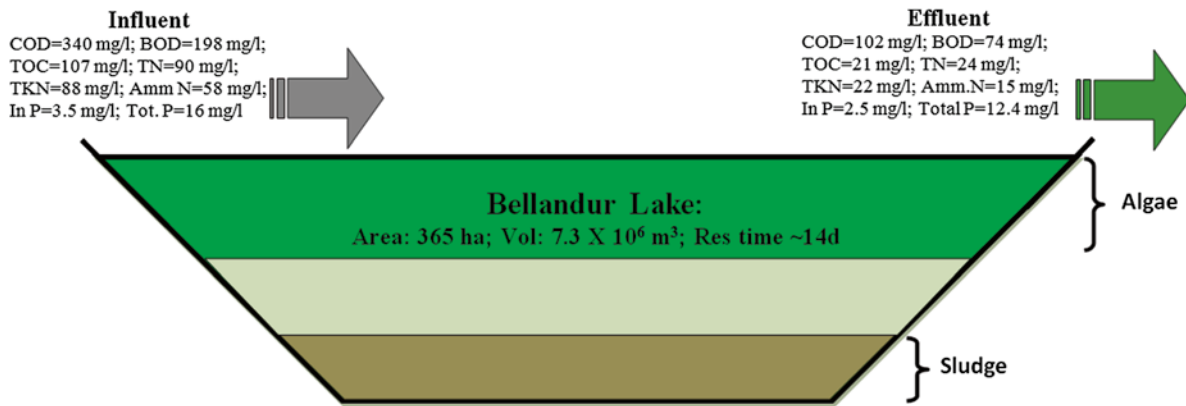 Influent
COD=340 mg/l; BOD=198 mg/l;
TOC=107 mg/l; TN=90 mg/l;
TKN=88 mg/l; Amm N=58 mg/l;
In P=3.5 mg/l; Tot. P=16 mg/l
Effluent
COD=102 mg/l; BOD=74 mg/l;
TOC=21 mg/l; TN=24 mg/l;
TKN=22 mg/l; Amm.N=15 mg/l;
In P=2.5 mg/l; Total P=12.4 mg/l
Bellandur Lake:
Area: 365 ha; Vol: 7.3 X 10⁶ m³; Res time ~14d
Algae
Sludge